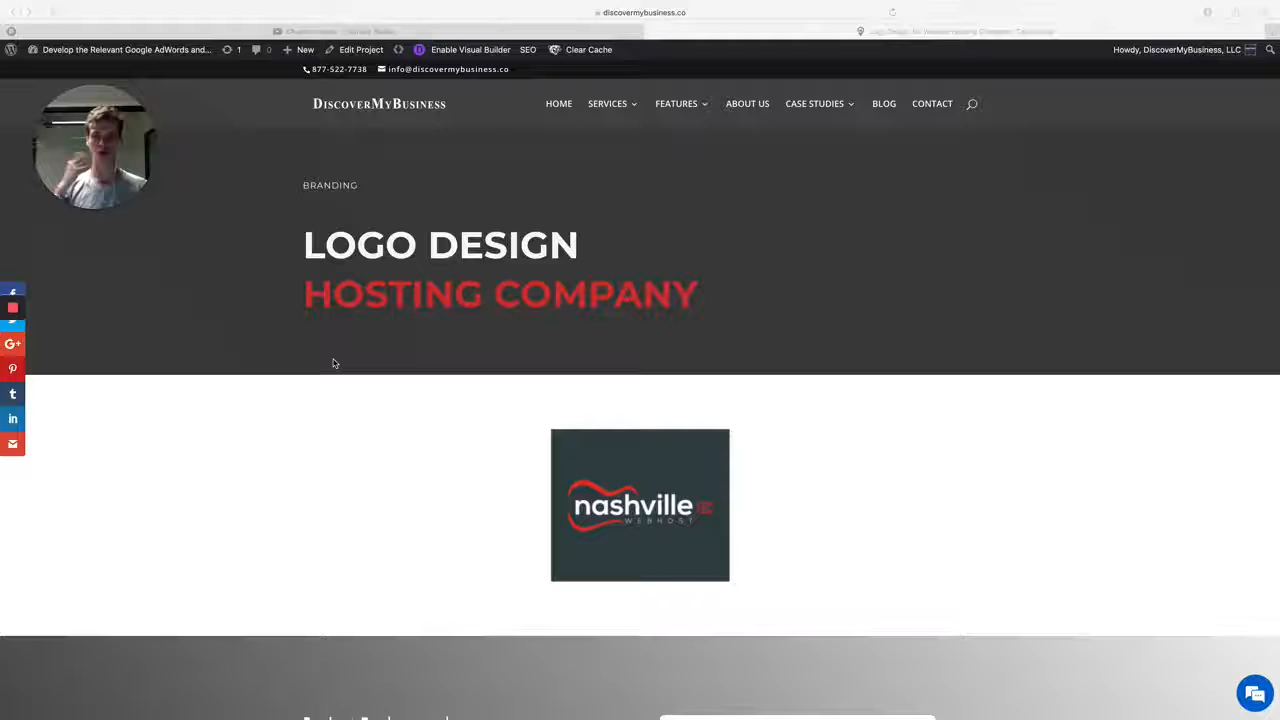 discovermybusiness.co
Develop the Relevant Google AdWords and...
1
0
New
Edit Project
Enable Visual Builder
SEO
Clear Cache
Howdy, DiscoverMyBusiness, LLC
877-522-7738
info@discovermybusiness.co
DISCOVERMYBUSINESS
HOME
SERVICES
FEATURES
ABOUT US
CASE STUDIES
BLOG
CONTACT
BRANDING
LOGO DESIGN
HOSTING COMPANY
nashville
WEBHOST